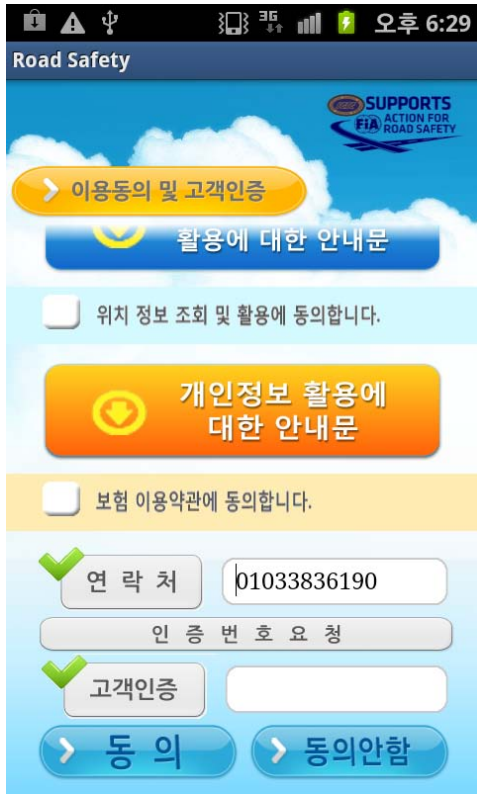 3G
오후 6:29
Road Safety
SUPPORTS
FiA ACTION FOR
ROAD SAFETY
이용동의 및 고객인증
활용에 대한 안내문
위치 정보 조회 및 활용에 동의합니다.
개인정보 활용에
대한 안내문
보험 이용약관에 동의합니다.
연 락 처
01033836190
인 증 번 호 요 청
고객인증
동 의
동의안함